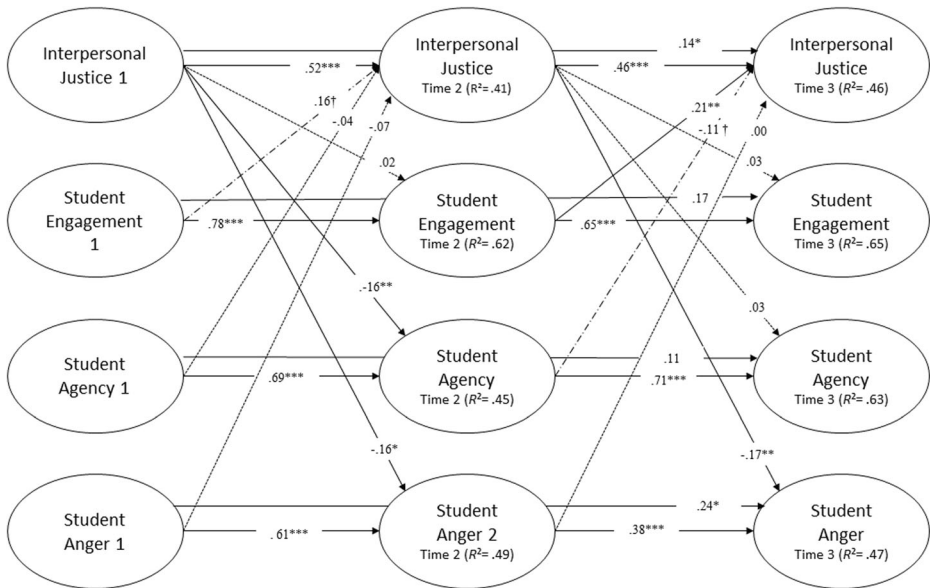 Interpersonal
Justice 1
Interpersonal
Justice
Time 2 (R²= .41)
Interpersonal
Justice
Time 3 (R²= .46)
.52***
.14*
.46***
.16†
-.04
-.07
.02
.21**
-.11 †
.00
.03
Student
Engagement
1
Student
Engagement
Time 2 (R²= .62)
Student
Engagement
Time 3 (R²= .65)
.78***
.17
.65***
.-16**
.03
Student
Agency 1
Student
Agency
Time 2 (R²= .45)
Student
Agency
Time 3 (R²= .63)
.69***
.11
.71***
-.16*
-.17**
Student
Anger 1
Student
Anger 2
Time 2 (R²= .49)
Student
Anger
Time 3 (R²= .47)
. 61***
.24*
.38***